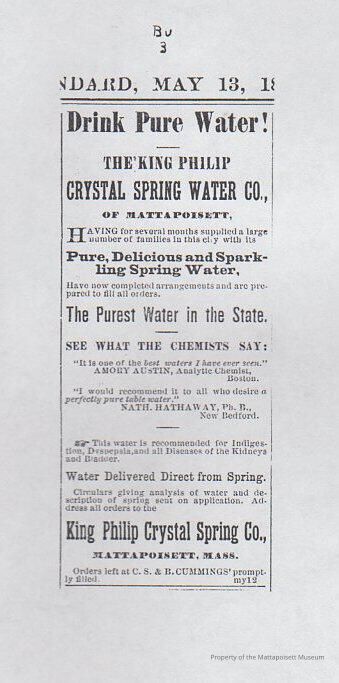 BU
3
NDARD, MAY 13, 18
Drink Pure Water!
THE KING PHILIP
CRYSTAL SPRING WATER CO.,
OF MATTAPOISETT,
HAVING for several months supplied a large
number of families in this city with its
Pure, Delicious and Spark-
ling Spring Water,
Have now completed arrangements and are pre-
pared to fill all orders.
The Purest Water in the State.
SEE WHAT THE CHEMISTS SAY:
"It is one of the best waters I have ever seen."
AMORY AUSTIN, Analytic Chemist,
Boston.
"I would recommend it to all who desire a
perfectly pure table water."
NATH. HATHAWAY, Ph. B.,
New Bedford.
☞ This water is recommended for Indiges-
tion, Dyspepsia, and all Diseases of the Kidneys
and Bladder.
Water Delivered Direct from Spring.
Circulars giving analysis of water and de-
scription of spring sent on application. Ad-
dress all orders to the
King Philip Crystal Spring Co.,
MATTAPOISETT, MASS.
Orders left at C. S. & B. CUMMINGS' prompt-
ly filled. my12
Property of the Mattapoisett Museum